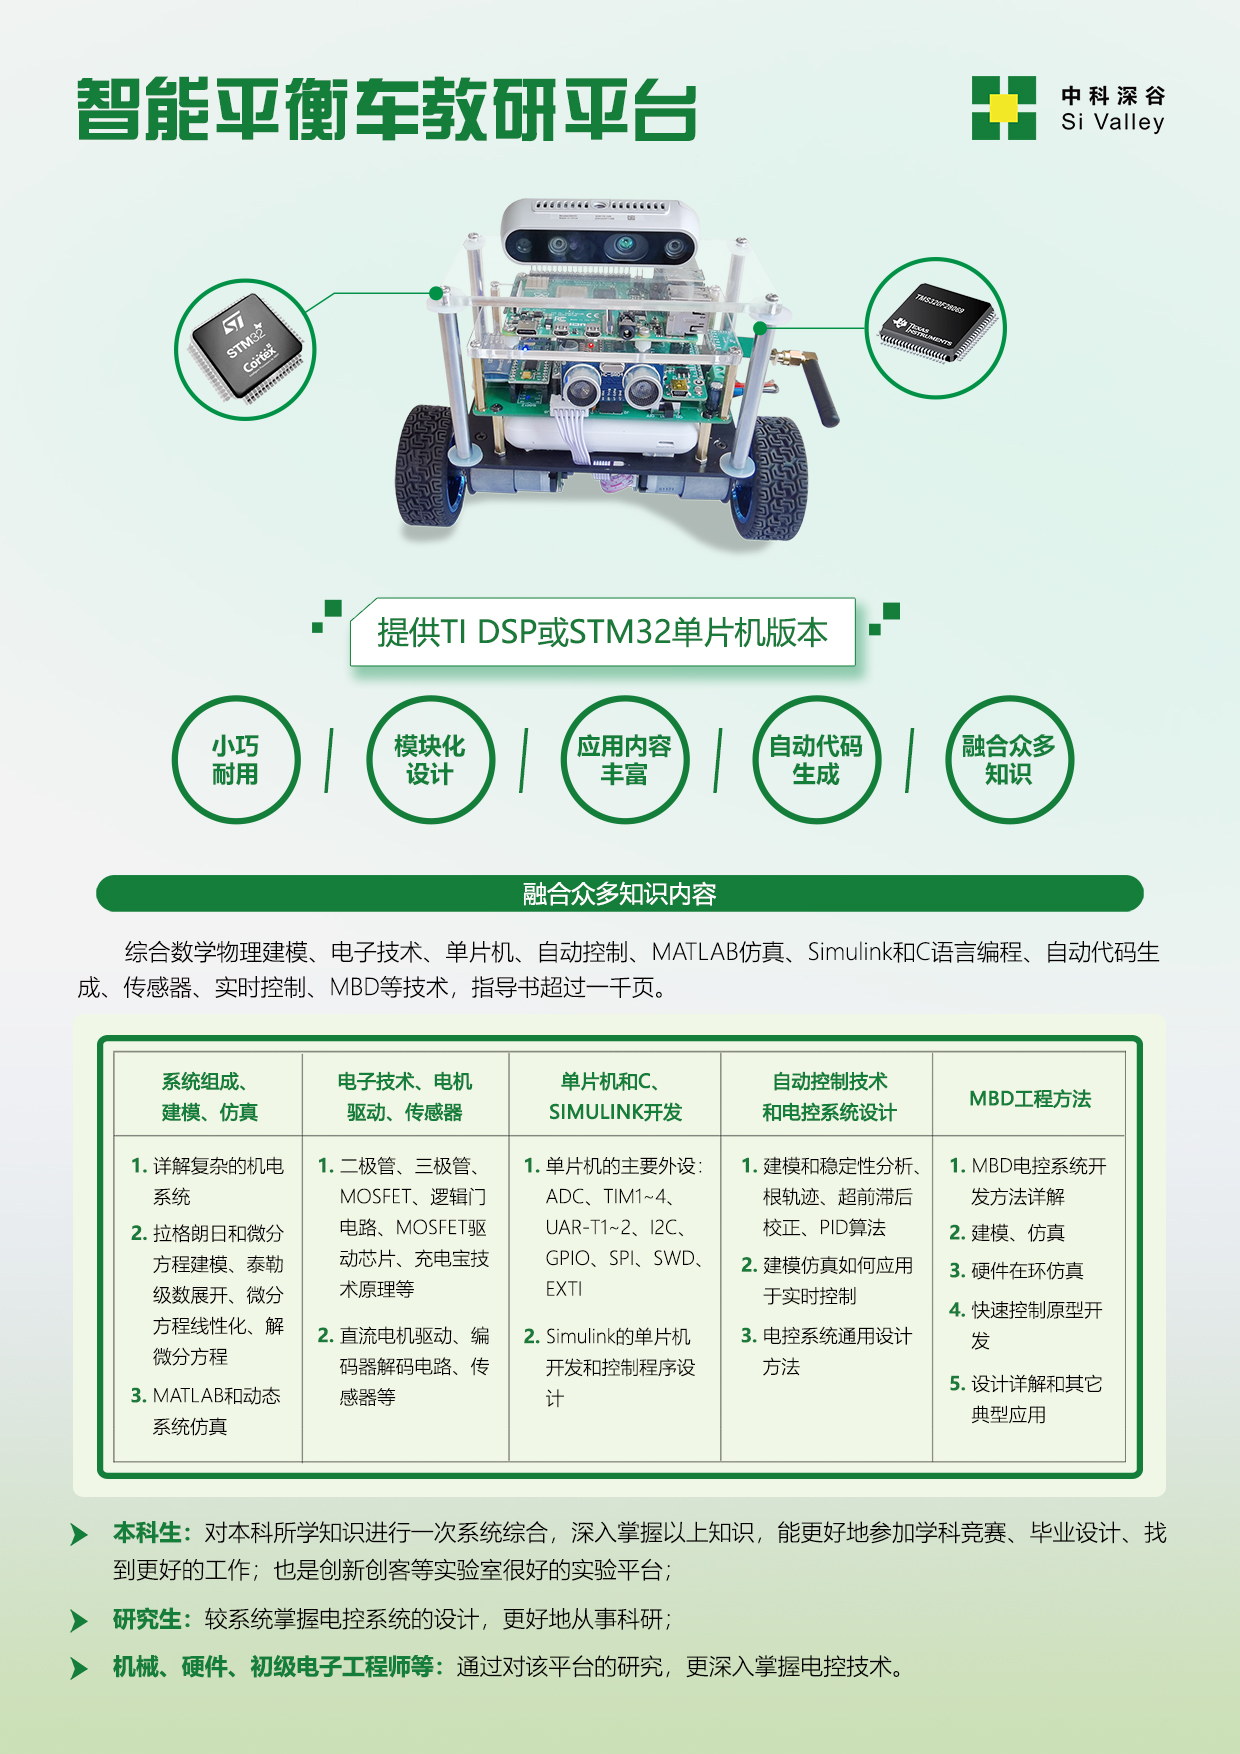 智能平衡车教研平台
中科深谷
Si Valley
ST
STM32
Cortex
TMS320F28069
TEXAS
INSTRUMENTS
提供TI DSP或STM32单片机版本
小巧
耐用
模块化
设计
应用内容
丰富
自动代码
生成
融合众多
知识
融合众多知识内容
综合数学物理建模、电子技术、单片机、自动控制、MATLAB仿真、Simulink和C语言编程、自动代码生
成、传感器、实时控制、MBD等技术，指导书超过一千页。
系统组成、
建模、仿真
1. 详解复杂的机电
系统
2. 拉格朗日和微分
方程建模、泰勒
级数展开、微分
方程线性化、解
微分方程
3. MATLAB和动态
系统仿真
电子技术、电机
驱动、传感器
1. 二极管、三极管、
MOSFET、逻辑门
电路、MOSFET驱
动芯片、充电宝技
术原理等
2. 直流电机驱动、编
码器解码电路、传
感器等
单片机和C、
SIMULINK开发
1. 单片机的主要外设：
ADC、TIM1~4、
UAR-T1~2、I2C、
GPIO、SPI、SWD、
EXTI
2. Simulink的单片机
开发和控制程序设
计
自动控制技术
和电控系统设计
1. 建模和稳定性分析、
根轨迹、超前滞后
校正、PID算法
2. 建模仿真如何应用
于实时控制
3. 电控系统通用设计
方法
MBD工程方法
1. MBD电控系统开
发方法详解
2. 建模、仿真
3. 硬件在环仿真
4. 快速控制原型开
发
5. 设计详解和其它
典型应用
本科生：对本科所学知识进行一次系统综合，深入掌握以上知识，能更好地参加学科竞赛、毕业设计、找
到更好的工作；也是创新创客等实验室很好的实验平台；
研究生：较系统掌握电控系统的设计，更好地从事科研；
机械、硬件、初级电子工程师等：通过对该平台的研究，更深入掌握电控技术。